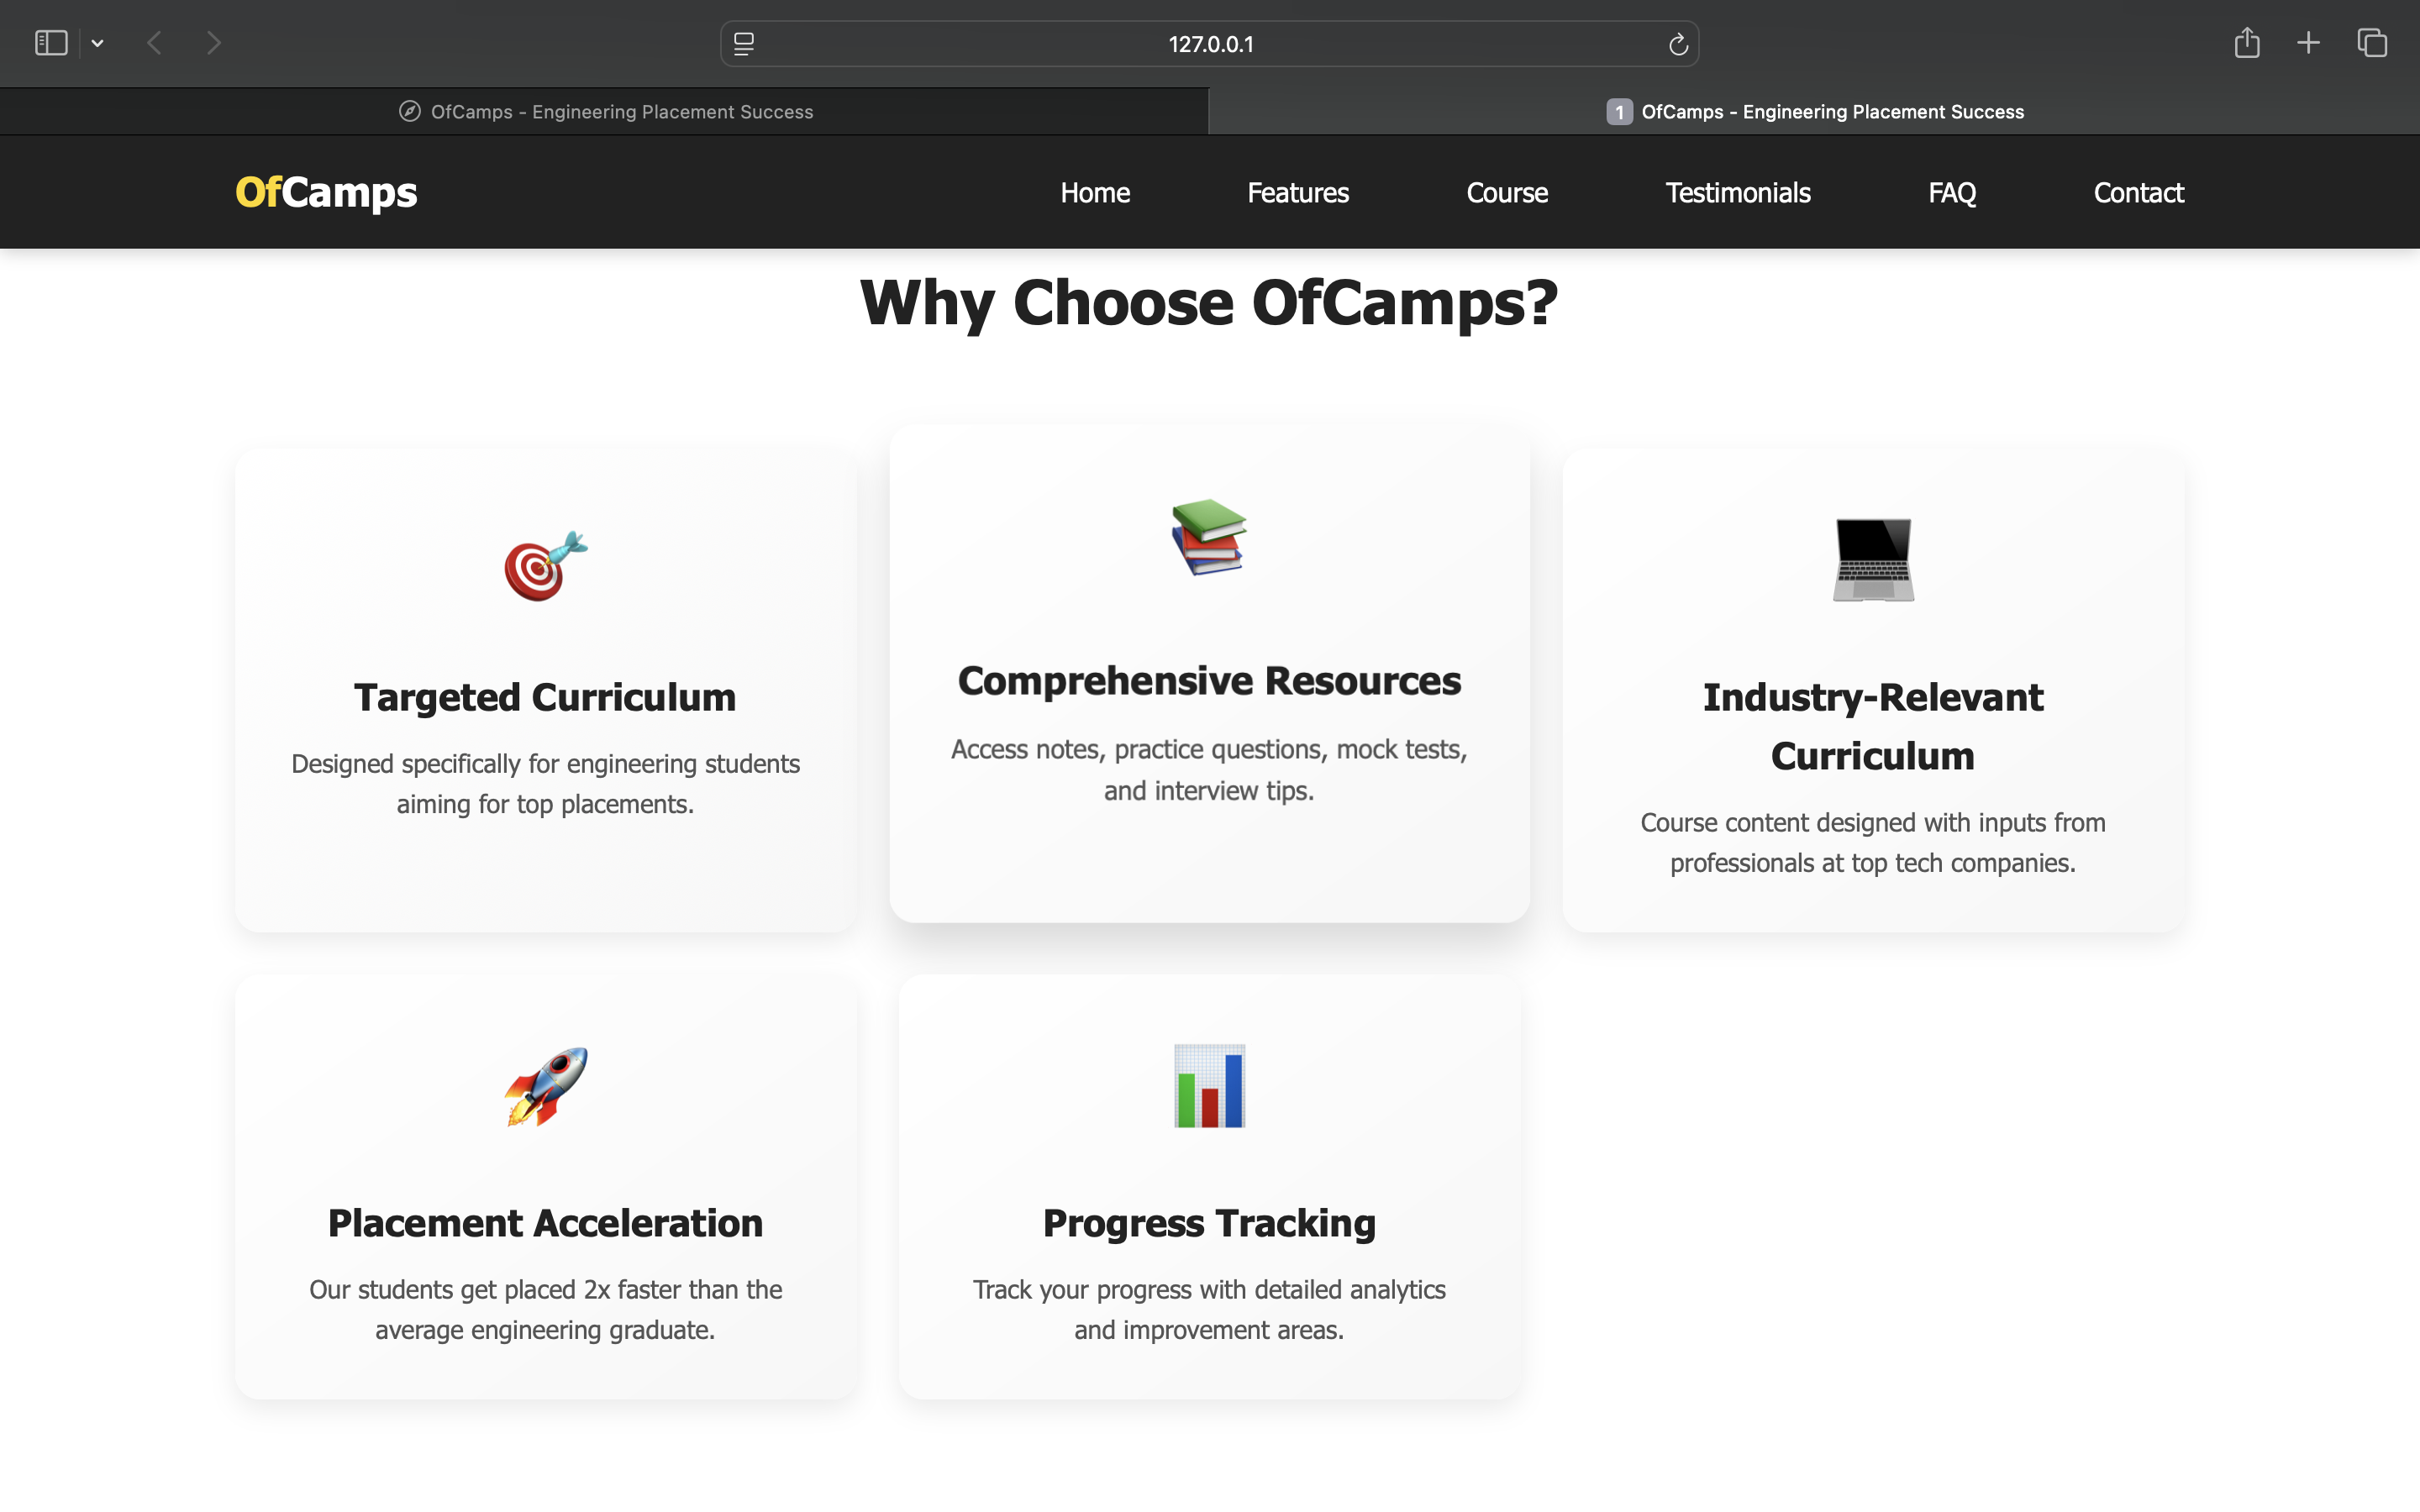 127.0.0.1
OfCamps - Engineering Placement Success
1 OfCamps - Engineering Placement Success
OfCamps
Home
Features
Course
Testimonials
FAQ
Contact
Why Choose OfCamps?
Targeted Curriculum
Designed specifically for engineering students
aiming for top placements.
Comprehensive Resources
Access notes, practice questions, mock tests,
and interview tips.
Industry-Relevant
Curriculum
Course content designed with inputs from
professionals at top tech companies.
Placement Acceleration
Our students get placed 2x faster than the
average engineering graduate.
Progress Tracking
Track your progress with detailed analytics
and improvement areas.